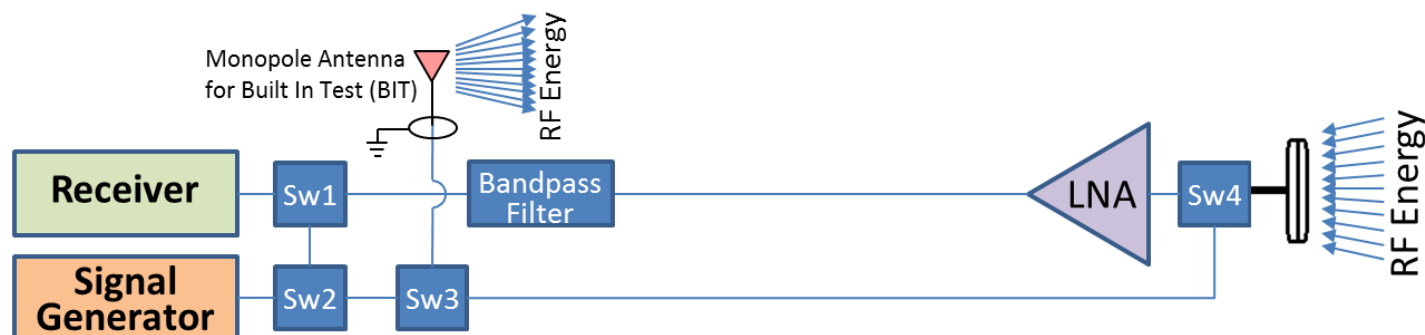 Monopole Antenna
for Built In Test (BIT)
RF Energy
Receiver
Sw1
Bandpass
Filter
LNA
Sw4
RF Energy
Signal
Generator
Sw2
Sw3